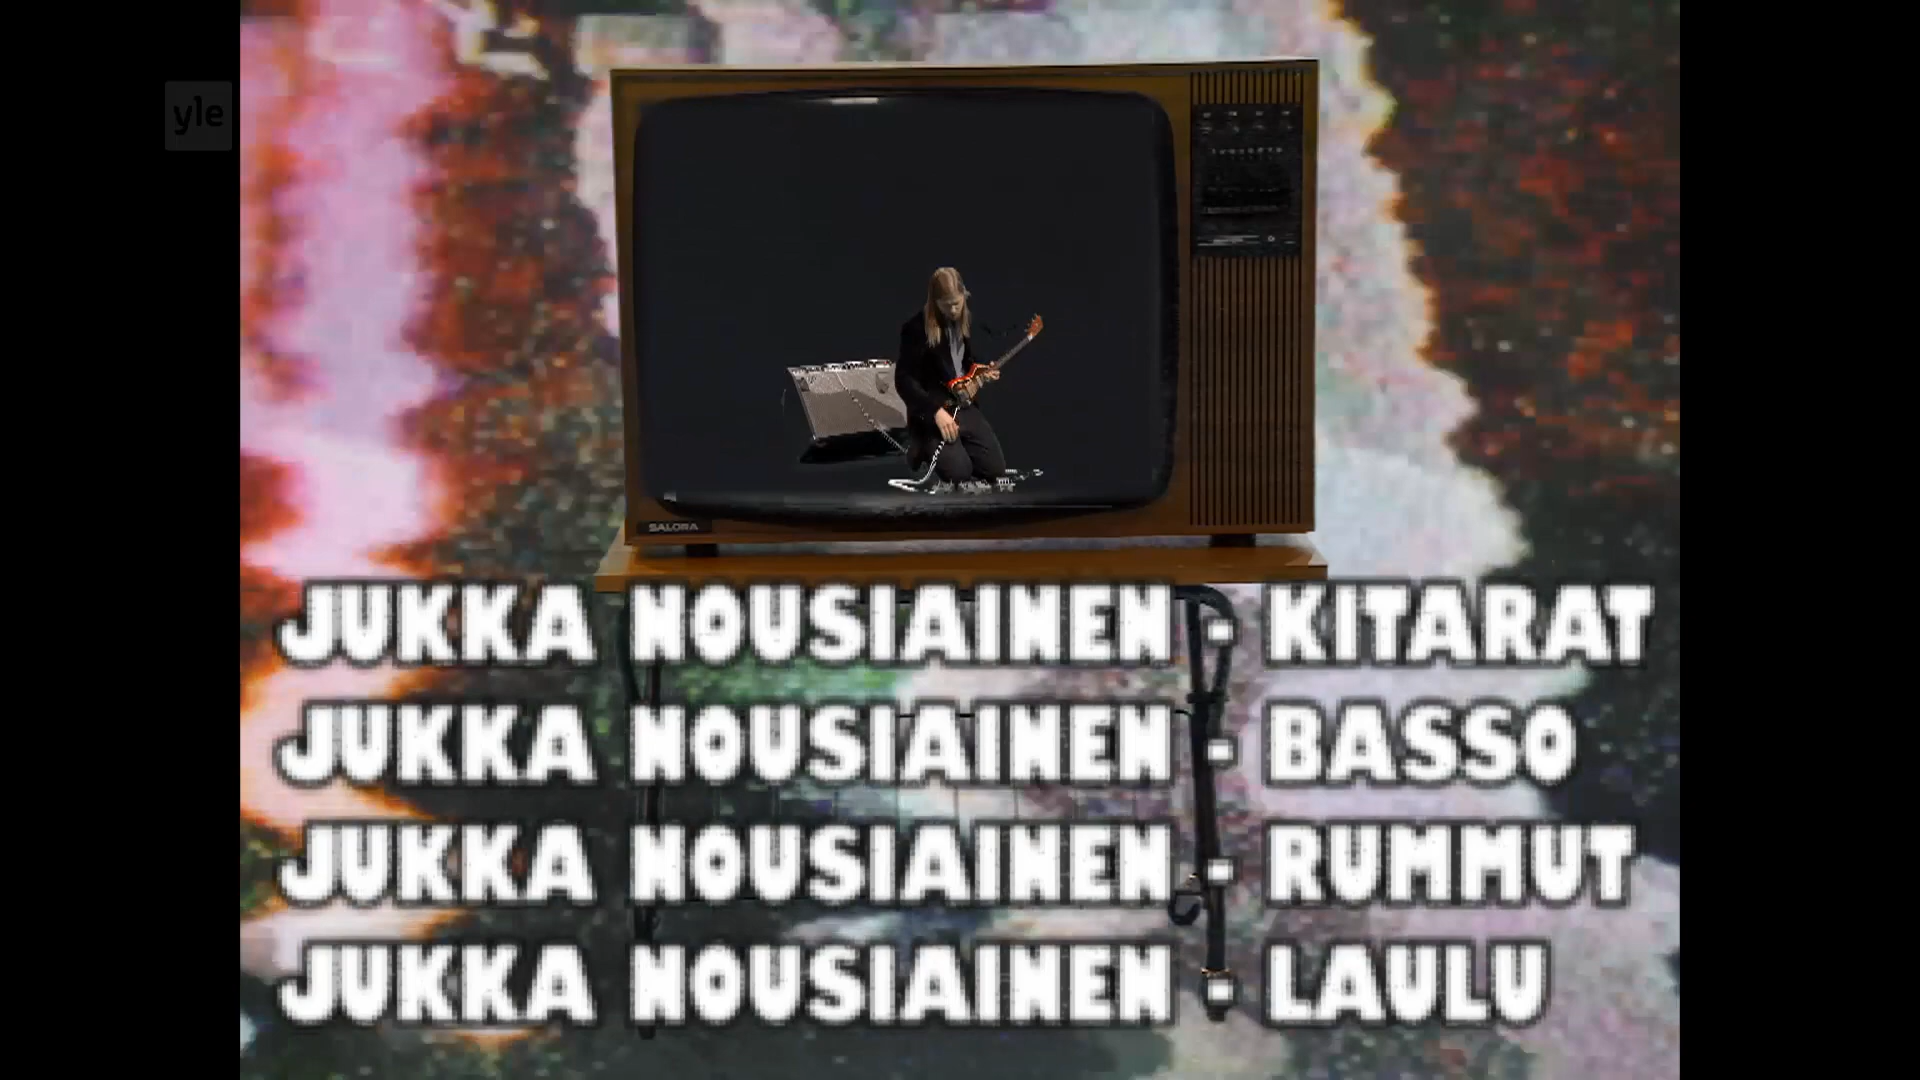 yle
SALORA
JUKKA NOUSIAINEN - KITARAT
JUKKA NOUSIAINEN - BASSO
JUKKA NOUSIAINEN - RUMMUT
JUKKA NOUSIAINEN - LAULU